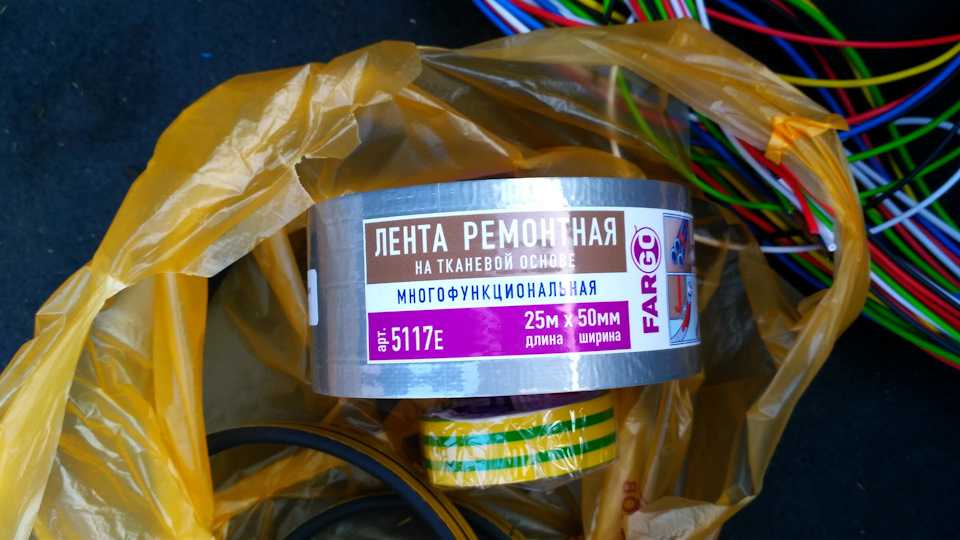 ЛЕНТА РЕМОНТНАЯ
НА ТКАНЕВОЙ ОСНОВЕ
МНОГОФУНКЦИОНАЛЬНАЯ
арт. 5117Е 25м х 50мм
длина ширина
FARGO